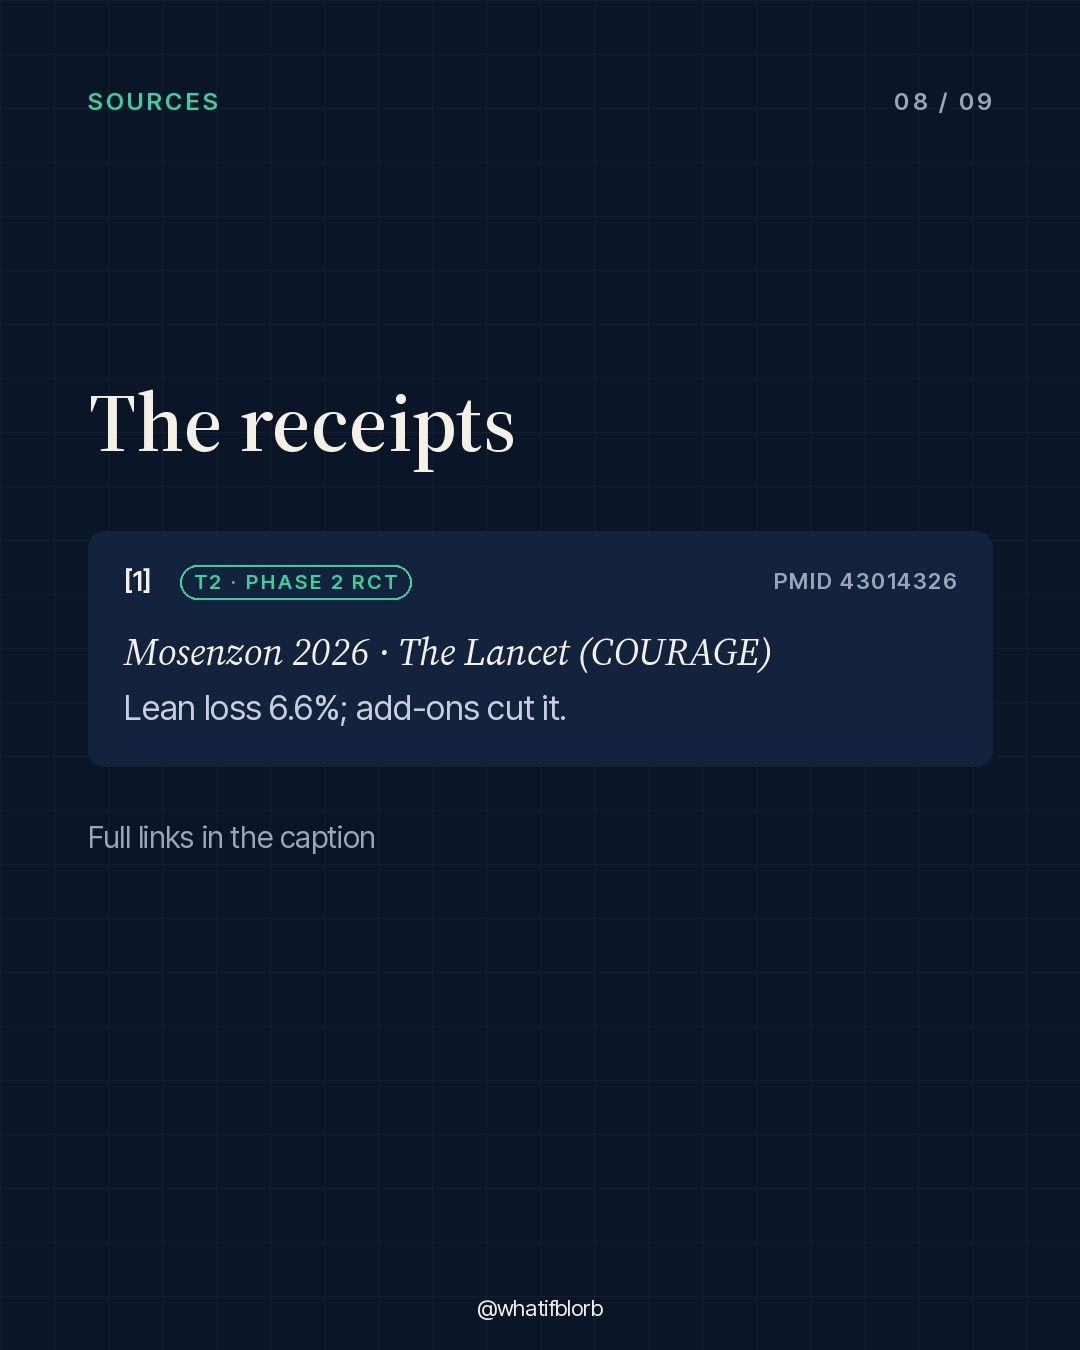 SOURCES
08 / 09
The receipts
[1] T2 · PHASE 2 RCT PMID 43014326
Mosenzon 2026 · The Lancet (COURAGE)
Lean loss 6.6%; add-ons cut it.
Full links in the caption
@whatifblorb